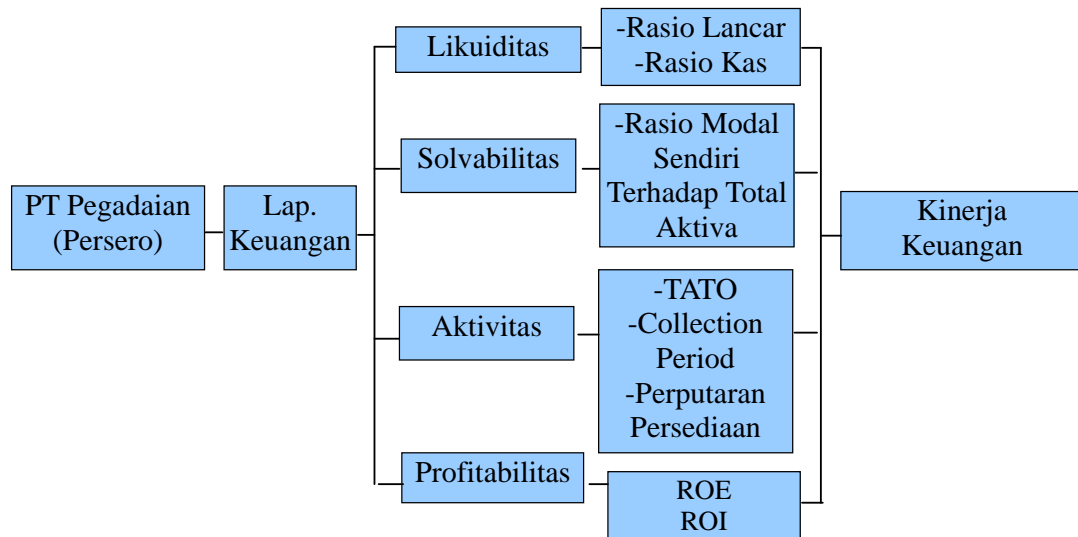 PT Pegadaian
(Persero)
Lap.
Keuangan
Likuiditas
-Rasio Lancar
-Rasio Kas
Solvabilitas
-Rasio Modal
Sendiri
Terhadap Total
Aktiva
Aktivitas
-TATO
-Collection
Period
-Perputaran
Persediaan
Profitabilitas
ROE
ROI
Kinerja
Keuangan